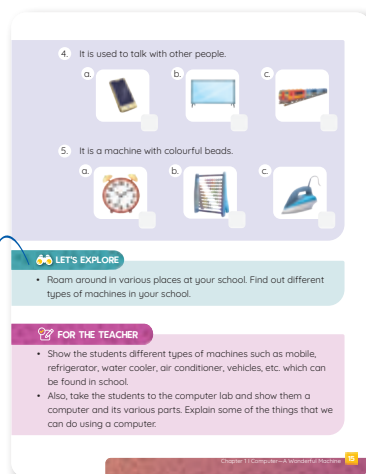 4. It is used to talk with other people.
a. b. c.
5. It is a machine with colourful beads.
a. b. c.
LET'S EXPLORE
• Roam around in various places at your school. Find out different
types of machines in your school.
FOR THE TEACHER
• Show the students different types of machines such as mobile,
refrigerator, water cooler, air conditioner, vehicles, etc. which can
be found in school.
• Also, take the students to the computer lab and show them a
computer and its various parts. Explain some of the things that we
can do using a computer.
Chapter 1 | Computer—A Wonderful Machine 15